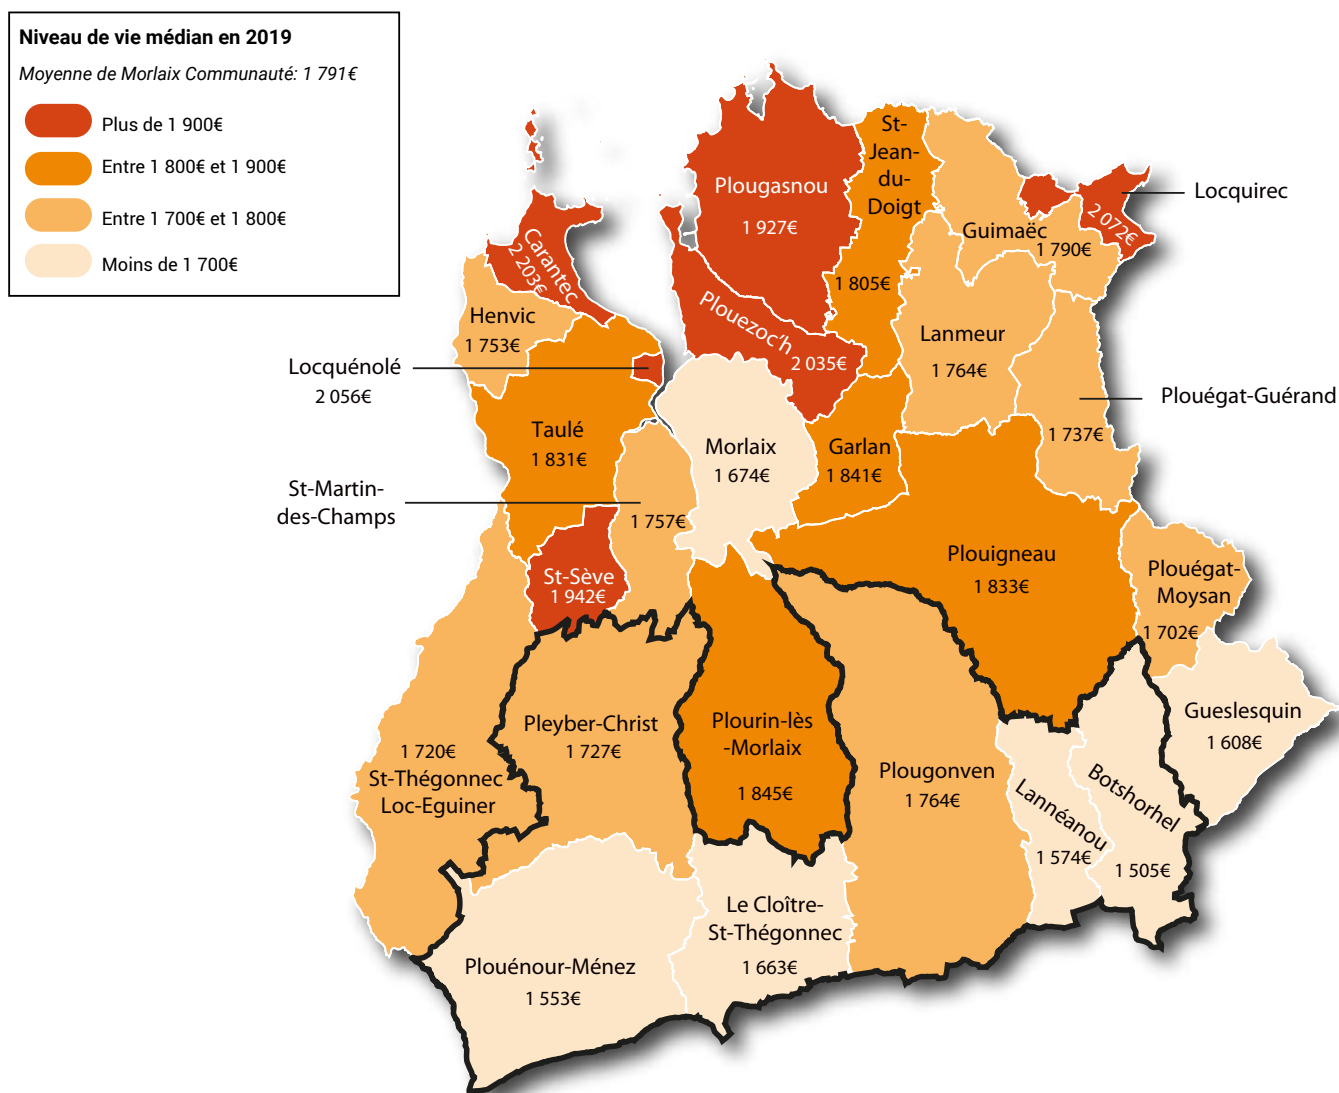 Niveau de vie médian en 2019
Moyenne de Morlaix Communauté: 1 791€
Plus de 1 900€
Entre 1 800€ et 1 900€
Entre 1 700€ et 1 800€
Moins de 1 700€
St-
Jean-
du-
Doigt
1 805€
Plougasnou
1 927€
Locquirec
2 072€
Guimaëc
1 790€
Carantec
2 203€
Henvic
1 753€
Plouezoc'h
2 035€
Lanmeur
1 764€
Locquénolé
2 056€
Plouégat-Guérand
1 737€
Taulé
1 831€
Morlaix
1 674€
Garlan
1 841€
St-Martin-
des-Champs
1 757€
Plouigneau
1 833€
Plouégat-
Moysan
1 702€
St-Sève
1 942€
Gueslesquin
1 608€
Pleyber-Christ
1 727€
Plourin-lès
-Morlaix
1 845€
1 720€
St-Thégonnec
Loc-Eguiner
Plougonven
1 764€
Lannéanou
1 574€
Botshorhel
1 505€
Le Cloître-
St-Thégonnec
1 663€
Plouénour-Ménez
1 553€